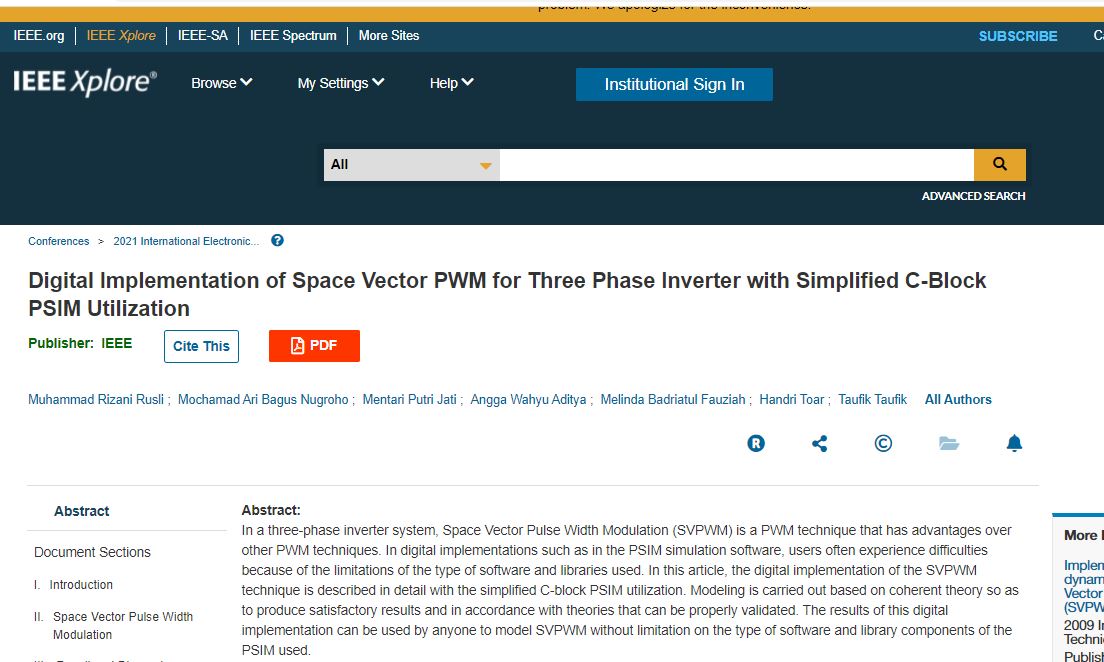 problem. We apologize for the inconvenience.
IEEE.org IEEE Xplore IEEE-SA IEEE Spectrum More Sites SUBSCRIBE
IEEE Xplore® Browse My Settings Help Institutional Sign In
All
ADVANCED SEARCH
Conferences > 2021 International Electronic... ?
Digital Implementation of Space Vector PWM for Three Phase Inverter with Simplified C-Block
PSIM Utilization
Publisher: IEEE Cite This PDF
Muhammad Rizani Rusli ; Mochamad Ari Bagus Nugroho ; Mentari Putri Jati ; Angga Wahyu Aditya ; Melinda Badriatul Fauziah ; Handri Toar ; Taufik Taufik All Authors
R ©
Abstract
Document Sections
I. Introduction
II. Space Vector Pulse Width
Modulation
Abstract:
In a three-phase inverter system, Space Vector Pulse Width Modulation (SVPWM) is a PWM technique that has advantages over
other PWM techniques. In digital implementations such as in the PSIM simulation software, users often experience difficulties
because of the limitations of the type of software and libraries used. In this article, the digital implementation of the SVPWM
technique is described in detail with the simplified C-block PSIM utilization. Modeling is carried out based on coherent theory so as
to produce satisfactory results and in accordance with theories that can be properly validated. The results of this digital
implementation can be used by anyone to model SVPWM without limitation on the type of software and library components of the
PSIM used.
More
Implem
dynam
Vector
(SVPW
2009 In
Techni
Publish